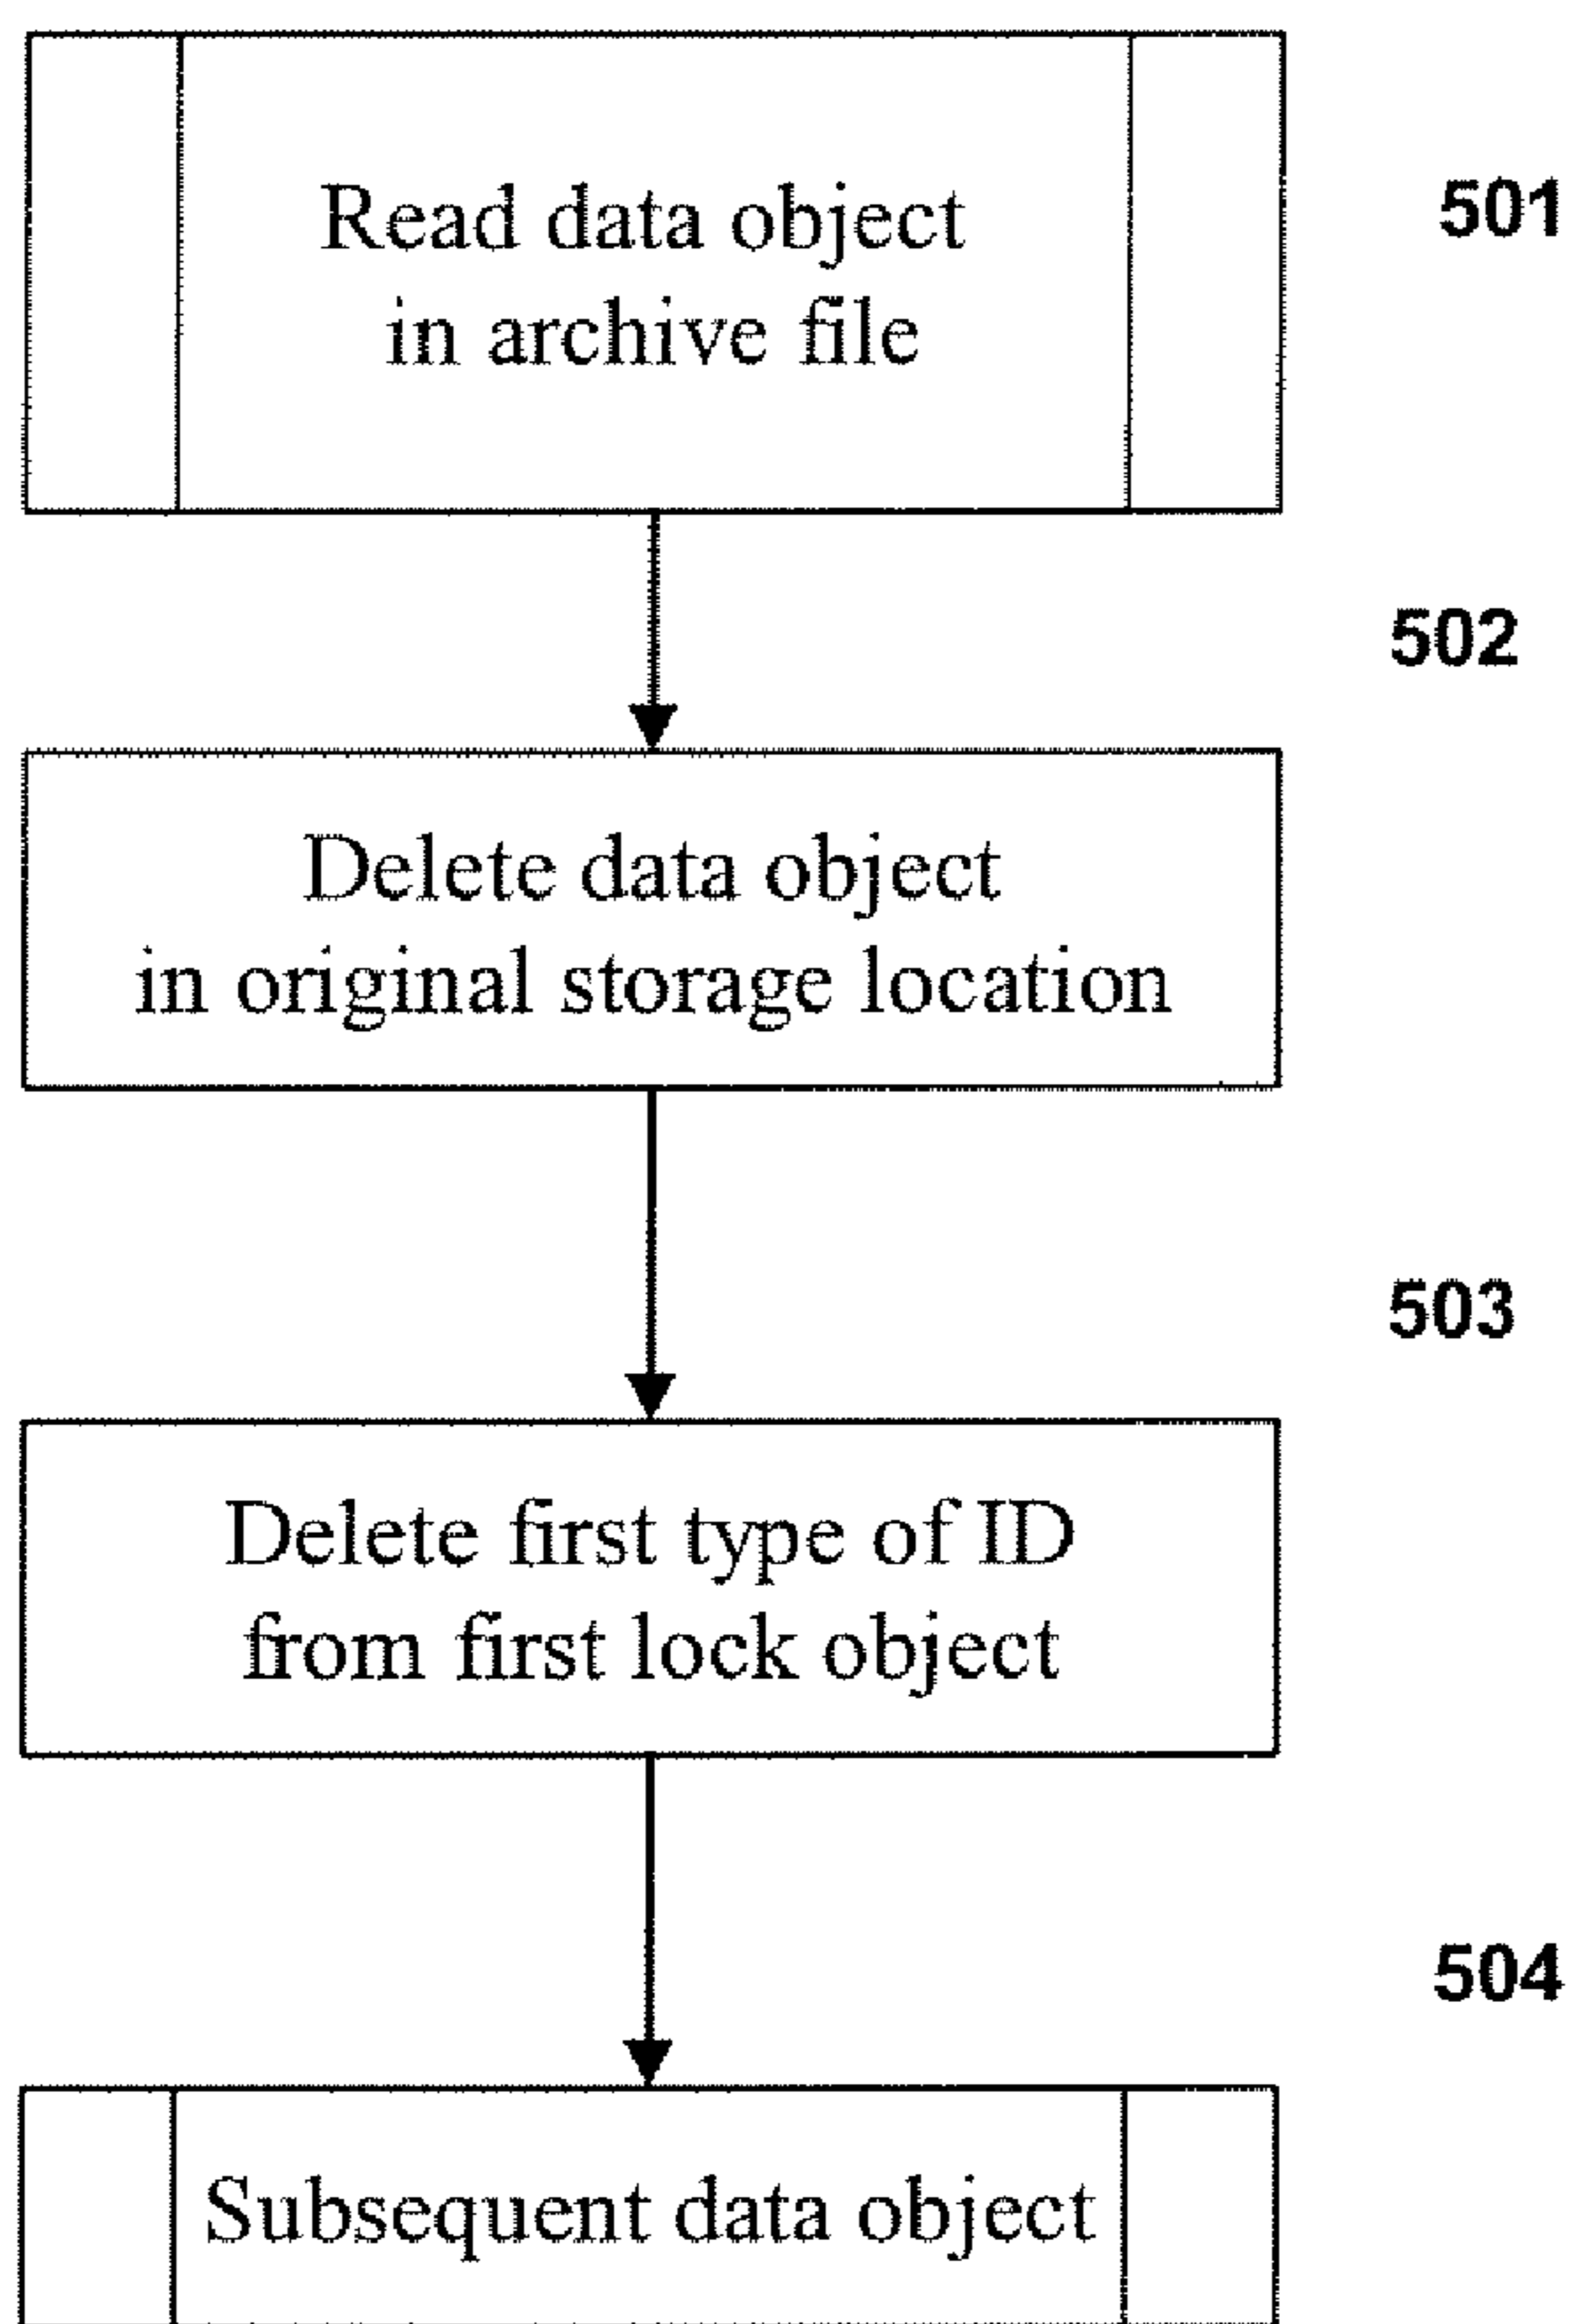 Read data object
in archive file
501
502
Delete data object
in original storage location
503
Delete first type of ID
from first lock object
504
Subsequent data object